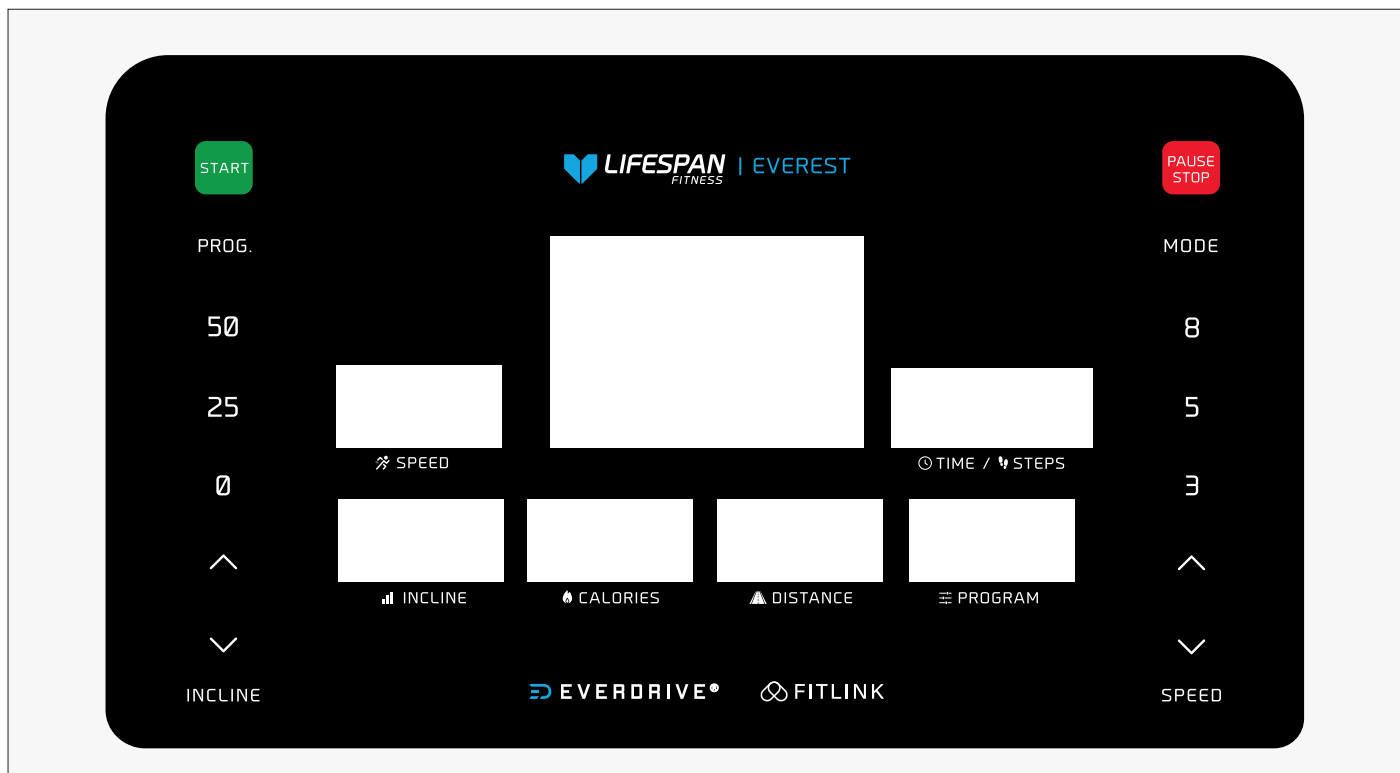 START
LIFESPAN FITNESS | EVEREST
PAUSE
STOP
PROG.
MODE
50
8
25
5
SPEED
TIME / STEPS
0
3
INCLINE
CALORIES
DISTANCE
PROGRAM
INCLINE
EVERDRIVE®
FITLINK
SPEED